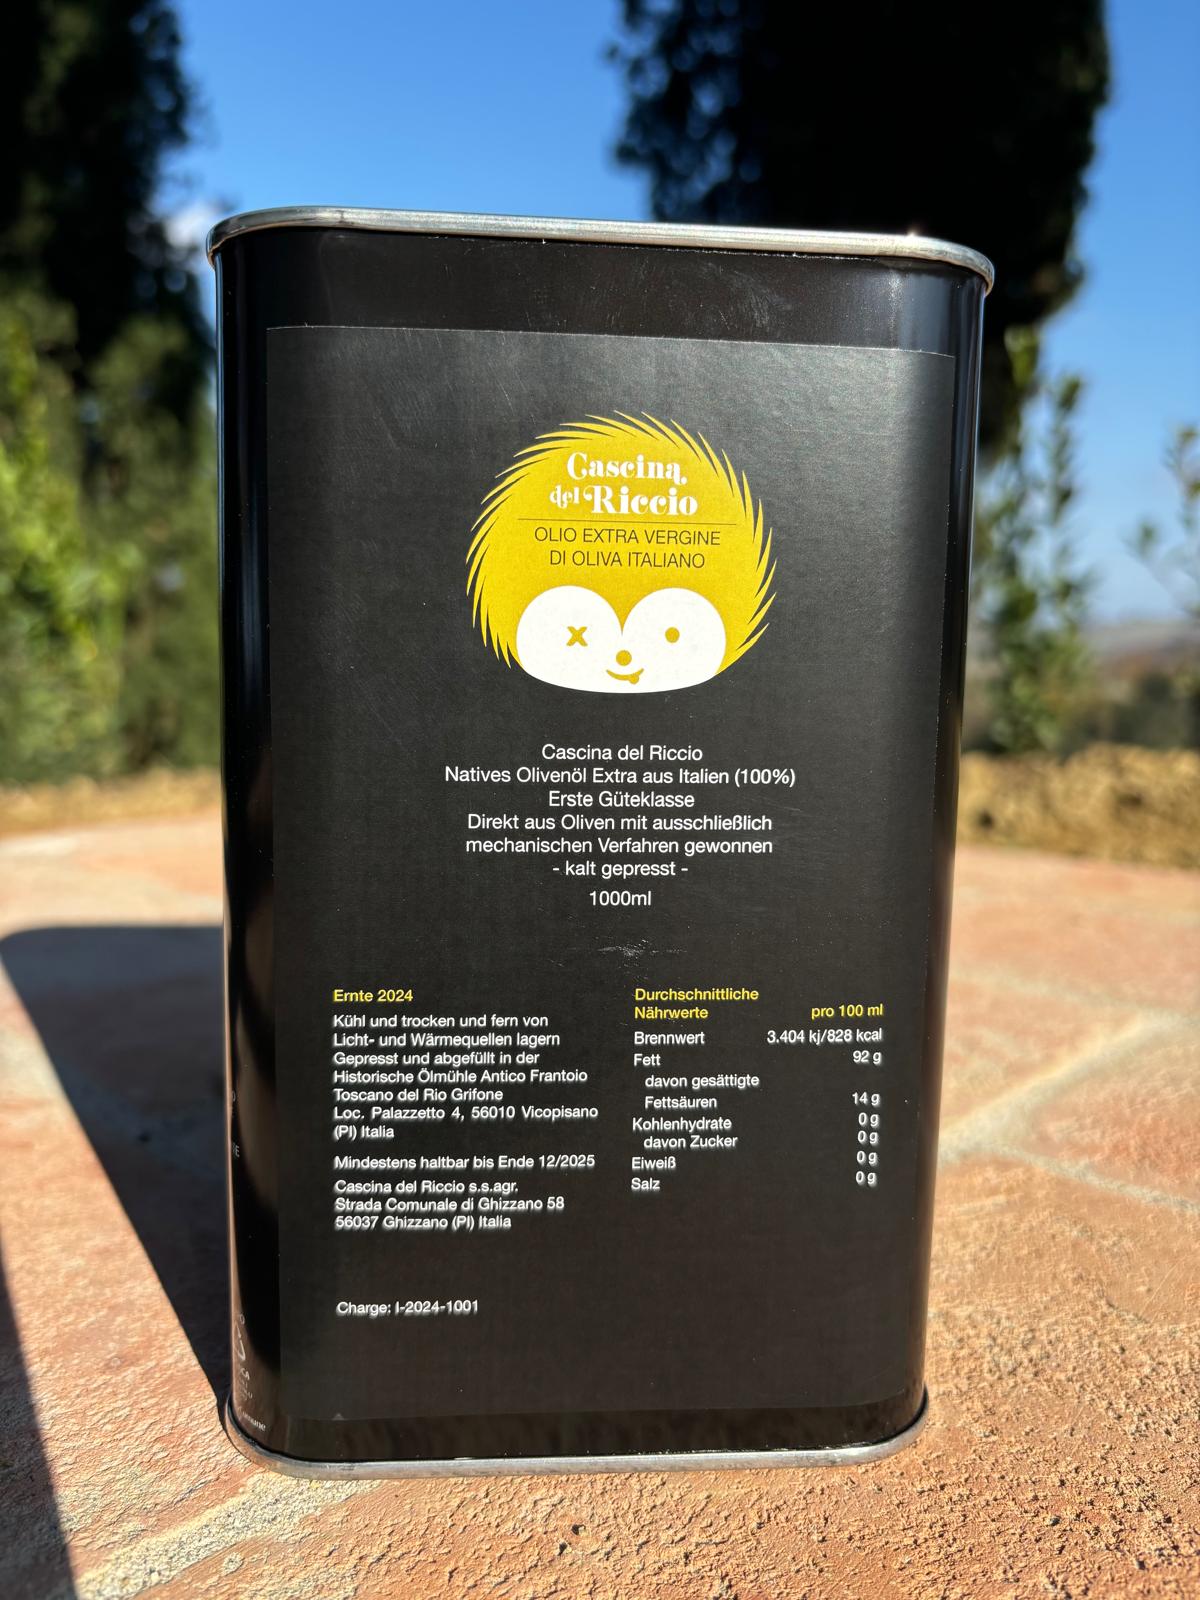 Cascina
del Riccio
OLIO EXTRA VERGINE
DI OLIVA ITALIANO
Cascina del Riccio
Natives Olivenöl Extra aus Italien (100%)
Erste Güteklasse
Direkt aus Oliven mit ausschließlich
mechanischen Verfahren gewonnen
- kalt gepresst -
1000ml
Ernte 2024
Kühl und trocken und fern von
Licht- und Wärmequellen lagern
Gepresst und abgefüllt in der
Historische Ölmühle Antico Frantoio
Toscano del Rio Grifone
Loc. Palazzetto 4, 56010 Vicopisano
(PI) Italia
Mindestens haltbar bis Ende 12/2025
Cascina del Riccio s.s.agr.
Strada Comunale di Ghizzano 58
56037 Ghizzano (PI) Italia
Charge: I-2024-1001
Durchschnittliche
Nährwerte pro 100 ml
Brennwert 3.404 kj/828 kcal
Fett 92 g
davon gesättigte
Fettsäuren 14 g
Kohlenhydrate 0 g
davon Zucker 0 g
Eiweiß 0 g
Salz 0 g